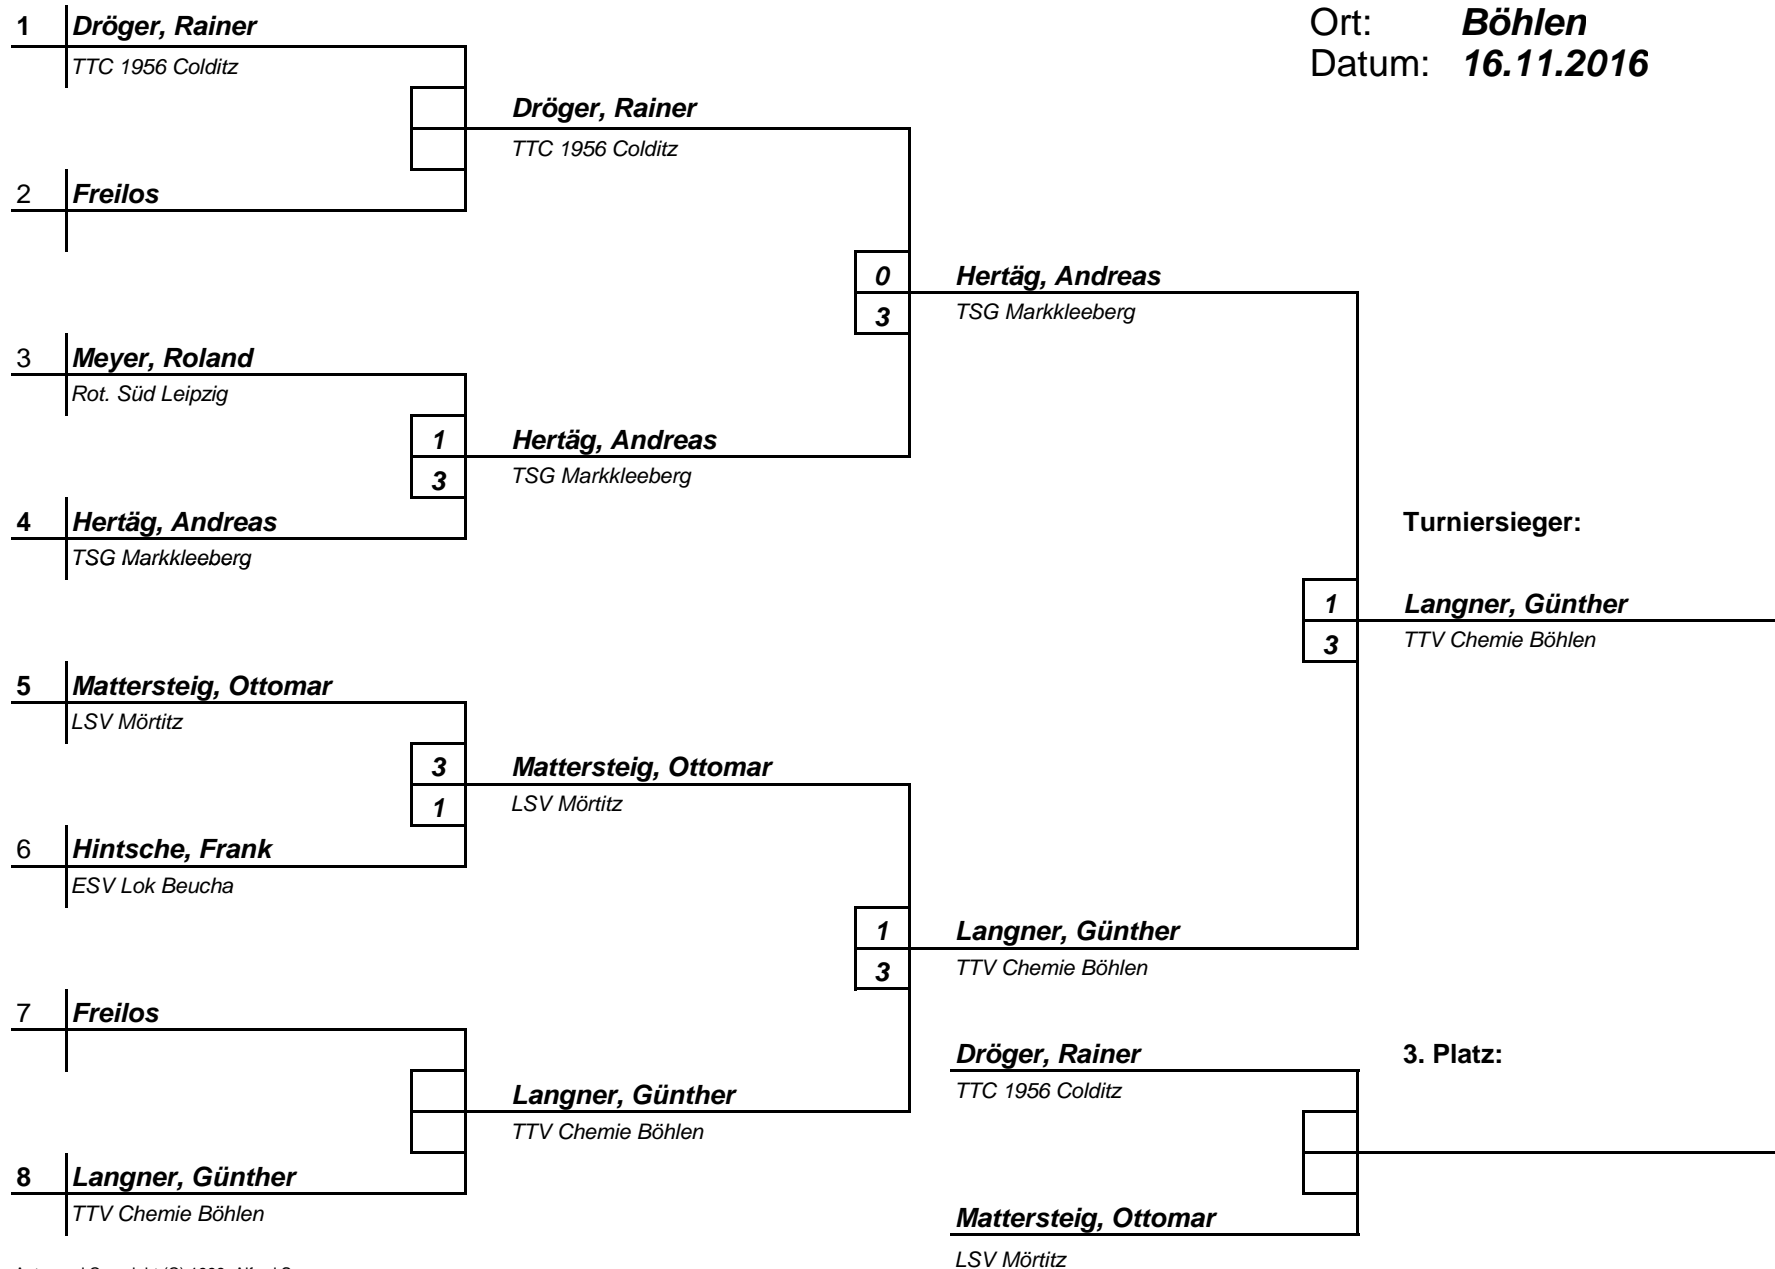 Ort: Böhlen
Datum: 16.11.2016
1 Dröger, Rainer
TTC 1956 Colditz
Dröger, Rainer
TTC 1956 Colditz
2 Freilos
0 Hertäg, Andreas
3 TSG Markkleeberg
3 Meyer, Roland
Rot. Süd Leipzig
1 Hertäg, Andreas
3 TSG Markkleeberg
4 Hertäg, Andreas
TSG Markkleeberg
Turniersieger:
1 Langner, Günther
3 TTV Chemie Böhlen
5 Mattersteig, Ottomar
LSV Mörtitz
3 Mattersteig, Ottomar
1 LSV Mörtitz
6 Hintsche, Frank
ESV Lok Beucha
1 Langner, Günther
3 TTV Chemie Böhlen
7 Freilos
Dröger, Rainer 3. Platz:
TTC 1956 Colditz
Langner, Günther
TTV Chemie Böhlen
8 Langner, Günther
TTV Chemie Böhlen
Mattersteig, Ottomar
LSV Mörtitz